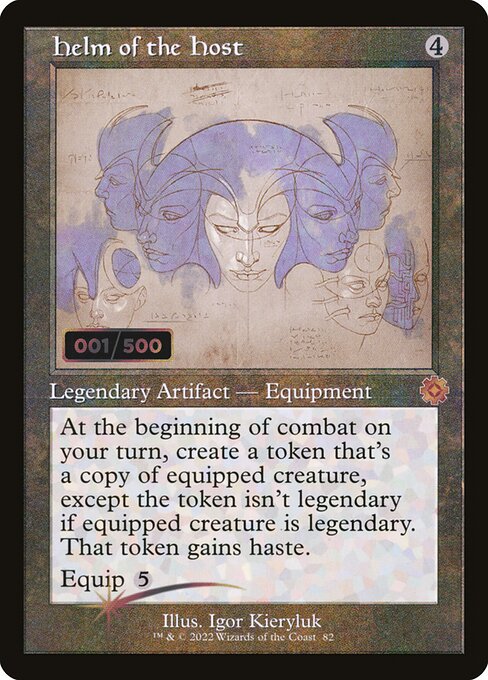 Helm of the Host 4
001/500
Legendary Artifact — Equipment
At the beginning of combat on
your turn, create a token that's
a copy of equipped creature,
except the token isn't legendary
if equipped creature is legendary.
That token gains haste.
Equip 5
Illus. Igor Kieryluk
™ & © 2022 Wizards of the Coast 82